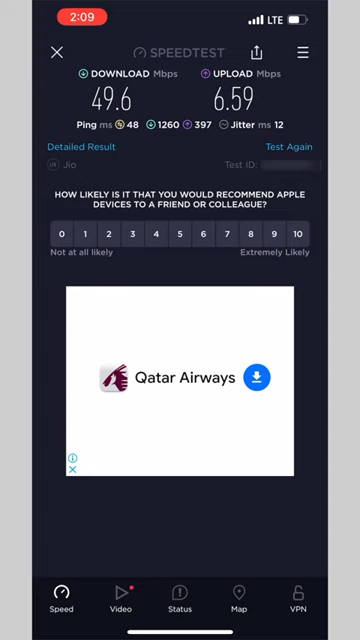 2:09
LTE
SPEEDTEST
DOWNLOAD Mbps
UPLOAD Mbps
49.6
6.59
Ping ms 48 1260 397 Jitter ms 12
Detailed Result
Test Again
Jio
Test ID:
HOW LIKELY IS IT THAT YOU WOULD RECOMMEND APPLE
DEVICES TO A FRIEND OR COLLEAGUE?
0 1 2 3 4 5 6 7 8 9 10
Not at all likely
Extremely Likely
Qatar Airways
Speed
Video
Status
Map
VPN